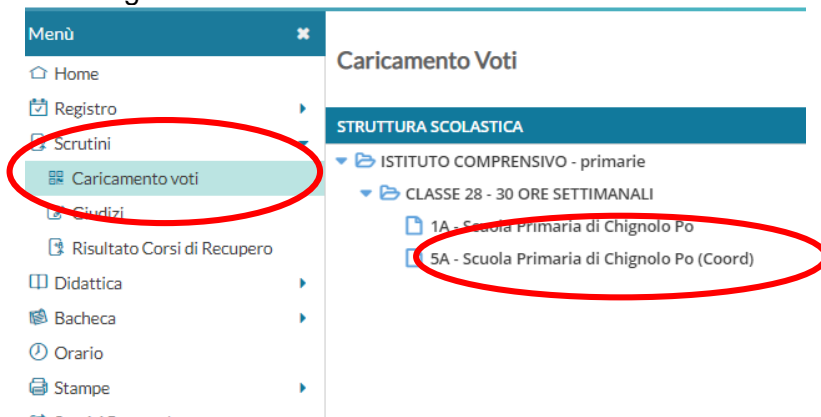 Menù
Home
Registro
Scrutini
Caricamento voti
Giudizi
Risultato Corsi di Recupero
Didattica
Bacheca
Orario
Stampe
Caricamento Voti
STRUTTURA SCOLASTICA
ISTITUTO COMPRENSIVO - primarie
CLASSE 28 - 30 ORE SETTIMANALI
1A - Scuola Primaria di Chignolo Po
5A - Scuola Primaria di Chignolo Po (Coord)